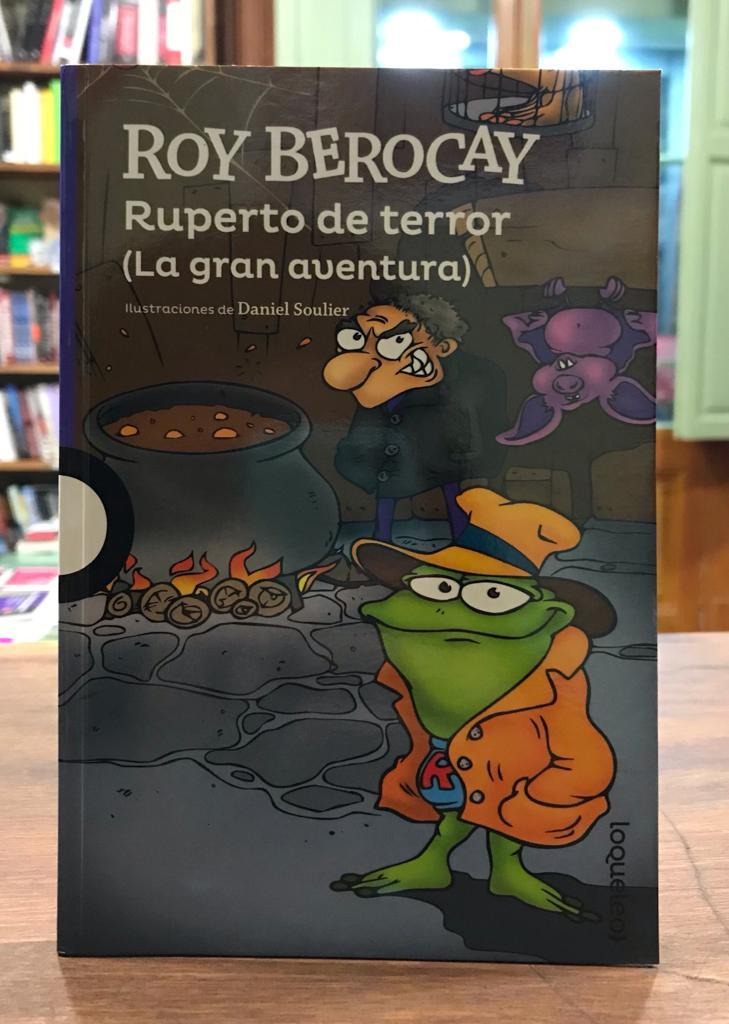 ROY BEROCAY
Ruperto de terror
(La gran aventura)
Ilustraciones de Daniel Soulier
R
loqueleo